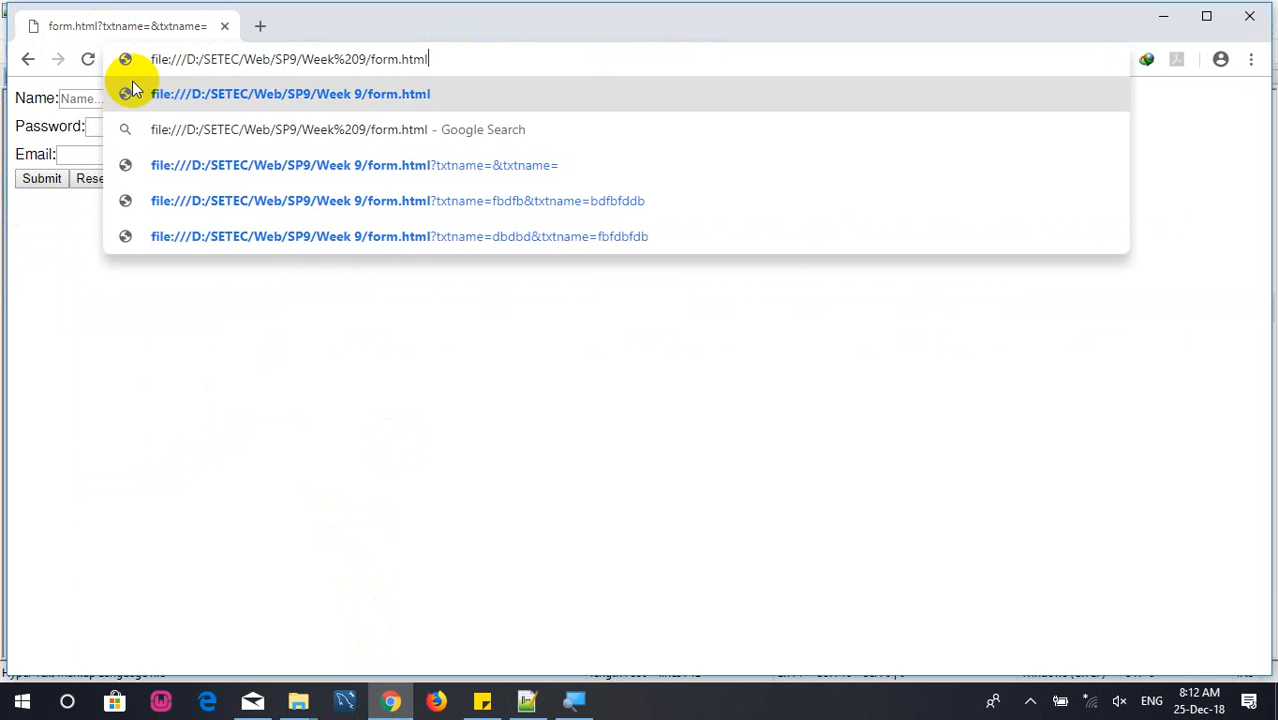 form.html?txtname=&txtname=
file:///D:/SETEC/Web/SP9/Week%209/form.html
file:///D:/SETEC/Web/SP9/Week 9/form.html
file:///D:/SETEC/Web/SP9/Week%209/form.html - Google Search
file:///D:/SETEC/Web/SP9/Week 9/form.html?txtname=&txtname=
file:///D:/SETEC/Web/SP9/Week 9/form.html?txtname=fbdfb&txtname=bdfbfddb
file:///D:/SETEC/Web/SP9/Week 9/form.html?txtname=dbdbd&txtname=fbfdbfdb
Name: Name...
Password:
Email:
Submit Rese
ENG
8:12 AM
25-Dec-18